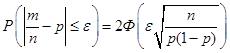 P(|m/n − p| ≤ ε) = 2Φ(ε√(n/(p(1−p))))